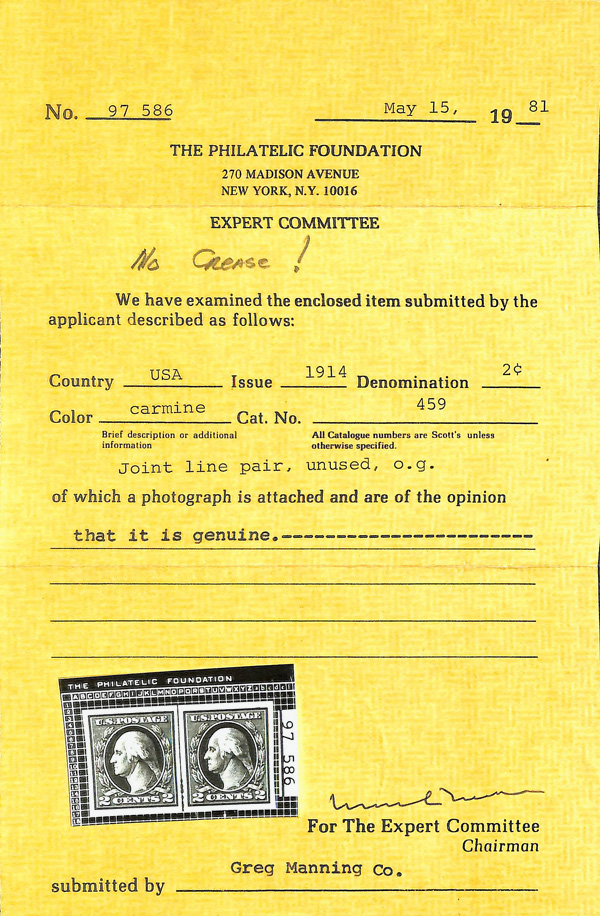 No. 97 586 May 15, 19 81
THE PHILATELIC FOUNDATION
270 MADISON AVENUE
NEW YORK, N.Y. 10016
EXPERT COMMITTEE
No Crease!
We have examined the enclosed item submitted by the
applicant described as follows:
Country USA Issue 1914 Denomination 2¢
Color carmine Cat. No. 459
Brief description or additional
information
All Catalogue numbers are Scott's unless
otherwise specified.
Joint line pair, unused, o.g.
of which a photograph is attached and are of the opinion
that it is genuine.-----------------------
THE PHILATELIC FOUNDATION
ABCDEFGHIJKLMNOPQRSTUVWXYZabcdef
U.S. POSTAGE U.S. POSTAGE
2 CENTS 2 2 CENTS 2
97 586
For The Expert Committee
Chairman
Greg Manning Co.
submitted by